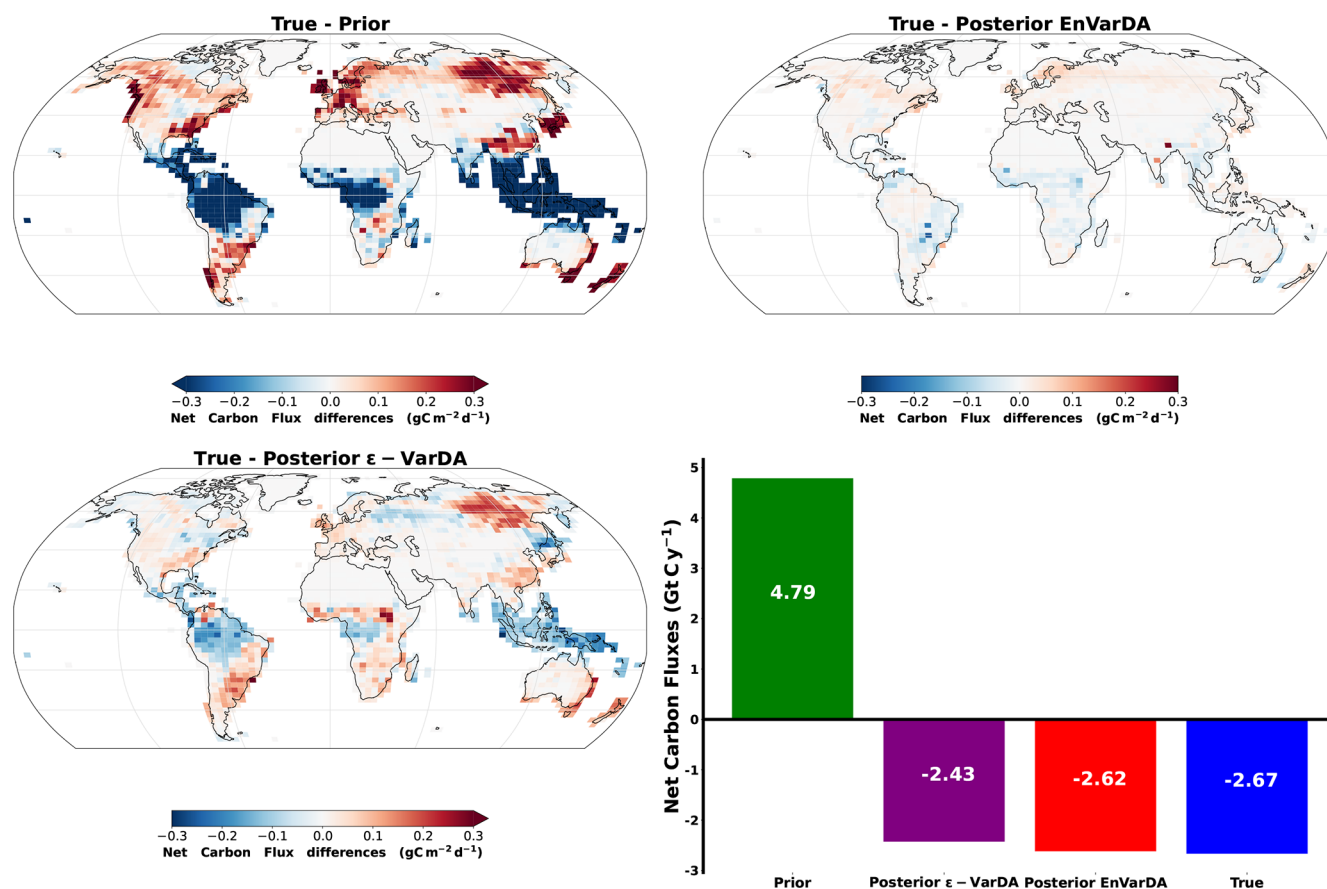 True - Prior
−0.3 −0.2 −0.1 0.0 0.1 0.2 0.3
Net Carbon Flux differences (gC m⁻² d⁻¹)
True - Posterior EnVarDA
−0.3 −0.2 −0.1 0.0 0.1 0.2 0.3
Net Carbon Flux differences (gC m⁻² d⁻¹)
True - Posterior ε − VarDA
−0.3 −0.2 −0.1 0.0 0.1 0.2 0.3
Net Carbon Flux differences (gC m⁻² d⁻¹)
Net Carbon Fluxes (Gt C y⁻¹)
5
4
3
2
1
0
-1
-2
-3
4.79
-2.43
-2.62
-2.67
Prior
Posterior ε − VarDA
Posterior EnVarDA
True